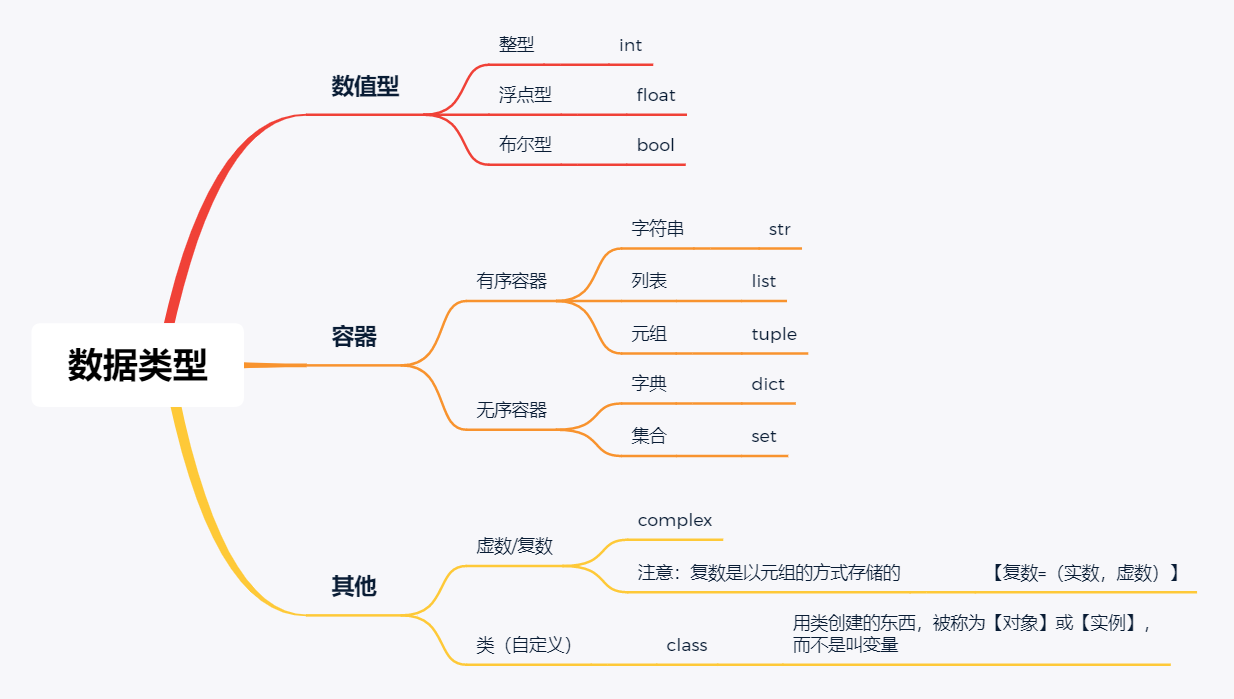 数据类型
数值型
整型 int
浮点型 float
布尔型 bool
容器
有序容器
字符串 str
列表 list
元组 tuple
无序容器
字典 dict
集合 set
其他
虚数/复数
complex
注意：复数是以元组的方式存储的 【复数=（实数，虚数）】
类（自定义） class
用类创建的东西，被称为【对象】或【实例】，
而不是叫变量